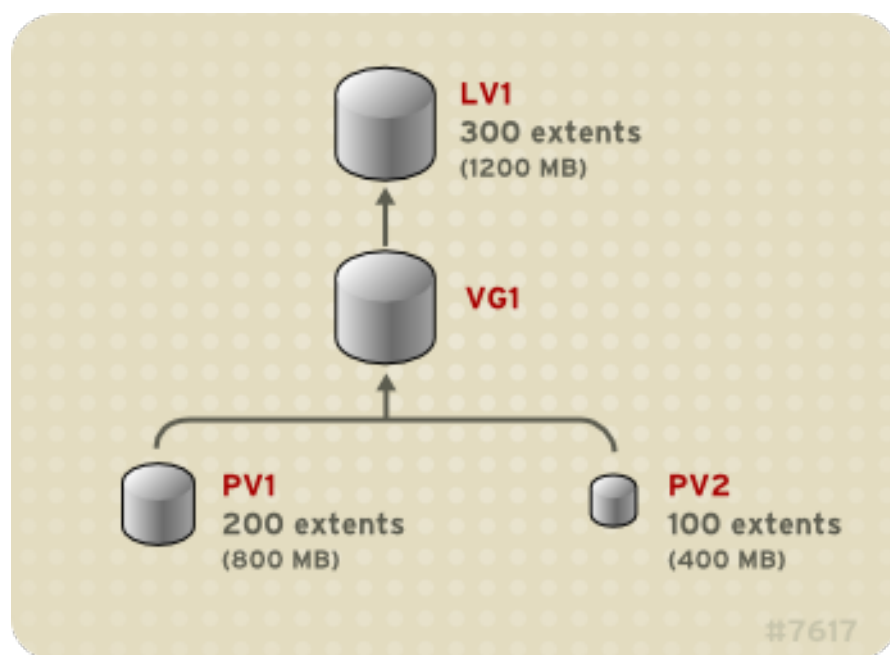 LV1
300 extents
(1200 MB)
VG1
PV1
200 extents
(800 MB)
PV2
100 extents
(400 MB)
#7617